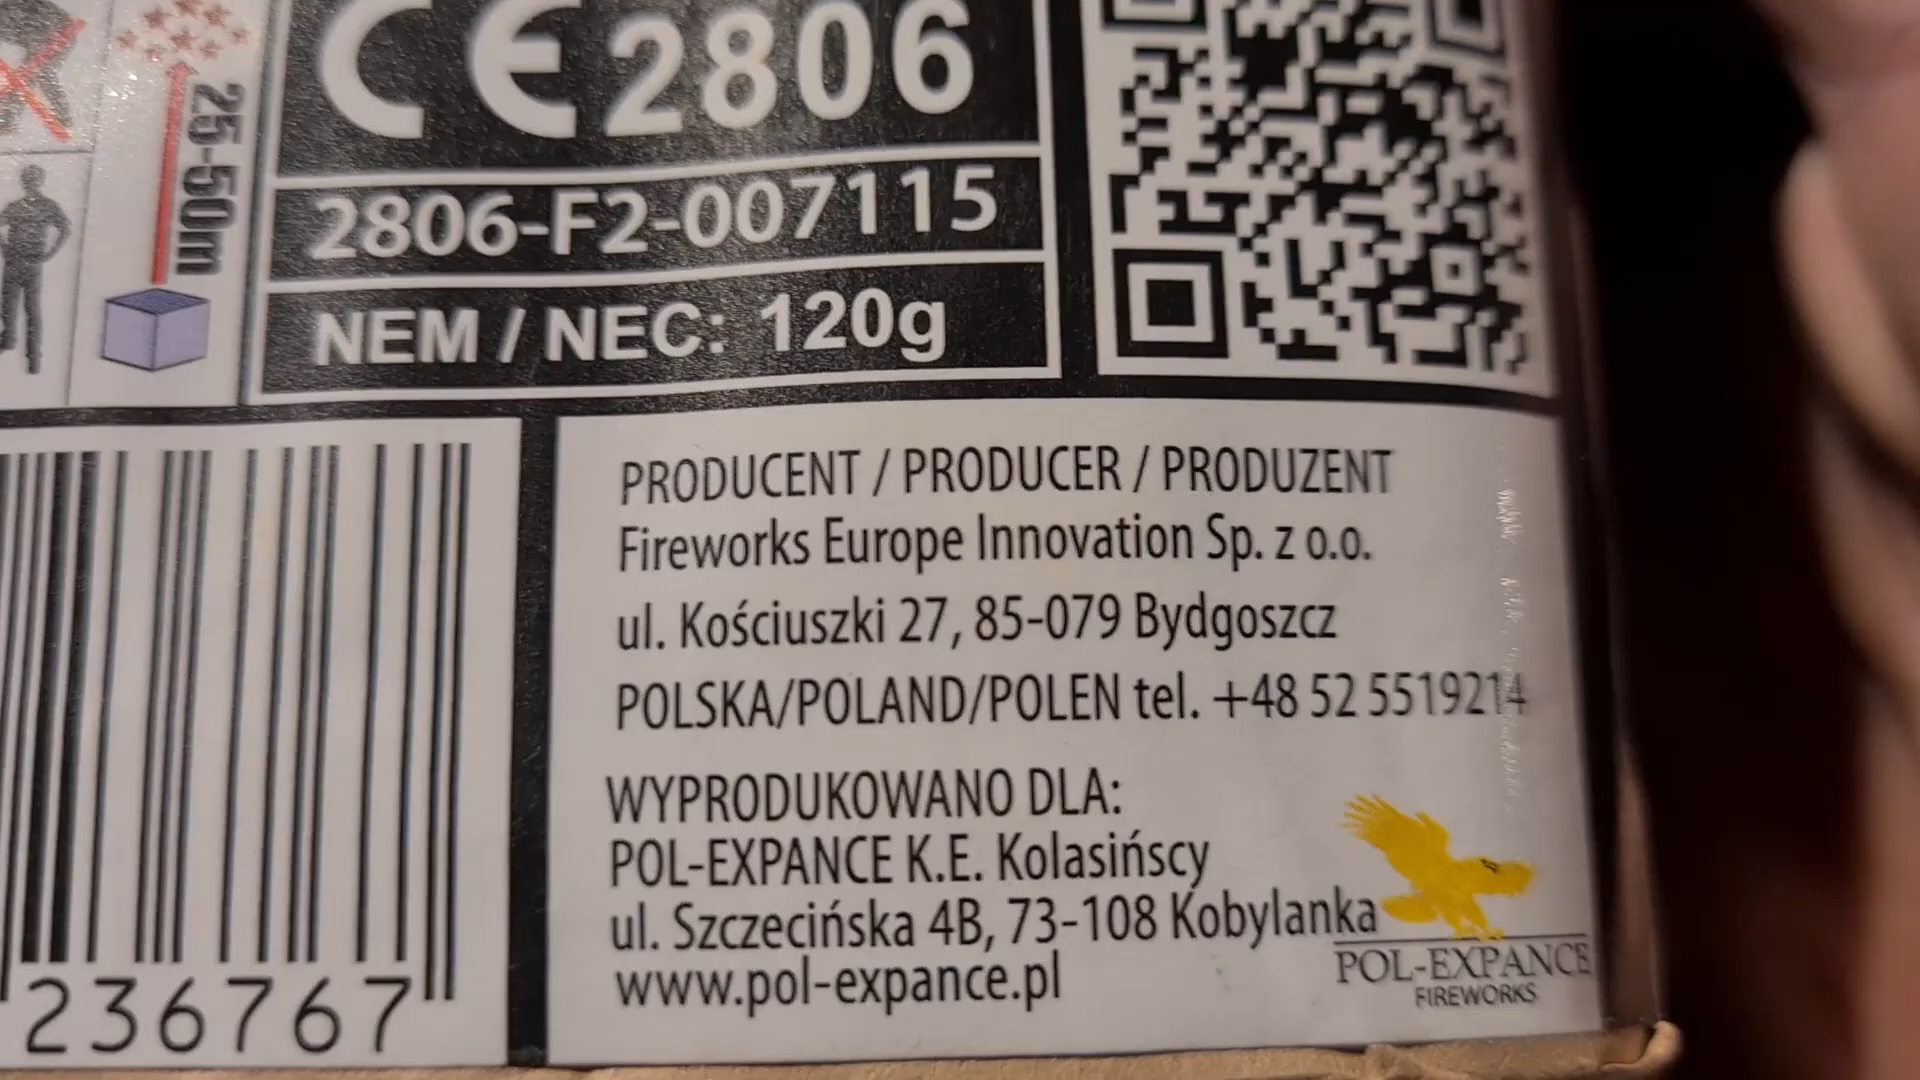 CE 2806
25-50m
2806-F2-007115
NEM / NEC: 120g
PRODUCENT / PRODUCER / PRODUZENT
Fireworks Europe Innovation Sp. z o.o.
ul. Kościuszki 27, 85-079 Bydgoszcz
POLSKA/POLAND/POLEN tel. +48 52 5519214
WYPRODUKOWANO DLA:
POL-EXPANCE K.E. Kolasińscy
ul. Szczecińska 4B, 73-108 Kobylanka
www.pol-expance.pl
POL-EXPANCE
FIREWORKS
236767